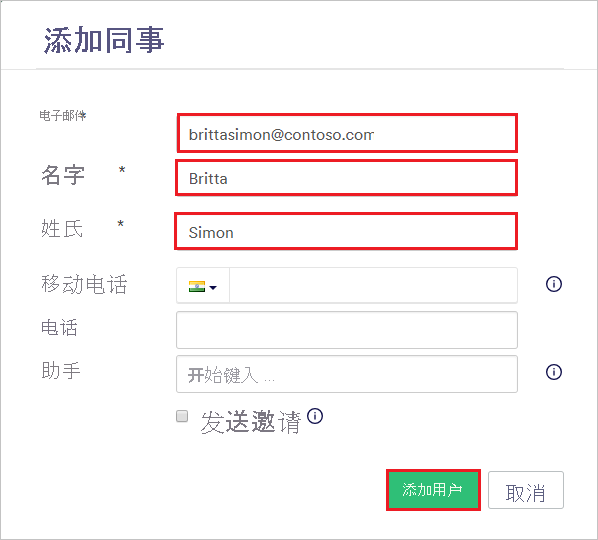 添加同事
电子邮件*
brittasimon@contoso.com
名字 *
Britta
姓氏 *
Simon
移动电话
电话
助手
开始键入 ...
发送邀请
添加用户
取消